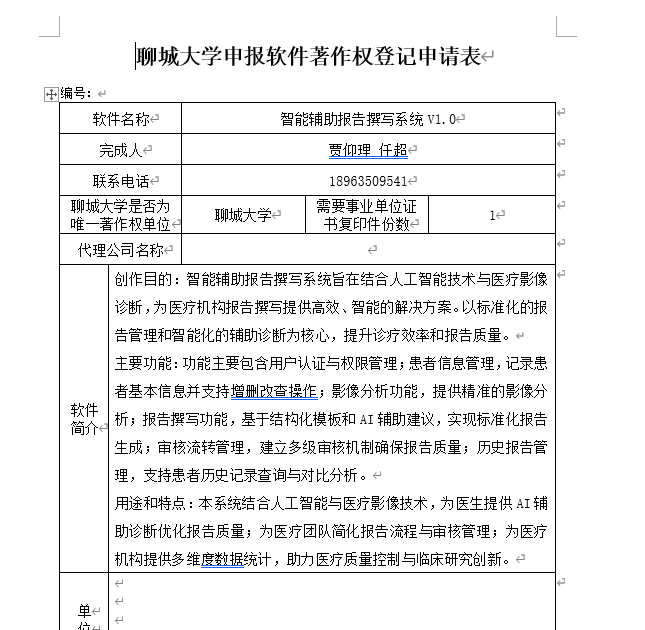 聊城大学申报软件著作权登记申请表
编号：
软件名称
智能辅助报告撰写系统 V1.0
完成人
贾仰理 任超
联系电话
18963509541
聊城大学是否为
唯一著作权单位
聊城大学
需要事业单位证
书复印件份数
1
代理公司名称
软件
简介
创作目的：智能辅助报告撰写系统旨在结合人工智能技术与医疗影像
诊断，为医疗机构报告撰写提供高效、智能的解决方案。以标准化的报
告管理和智能化的辅助诊断为核心，提升诊疗效率和报告质量。
主要功能：功能主要包含用户认证与权限管理；患者信息管理，记录患
者基本信息并支持增删改查操作；影像分析功能，提供精准的影像分
析；报告撰写功能，基于结构化模板和 AI 辅助建议，实现标准化报告
生成；审核流转管理，建立多级审核机制确保报告质量；历史报告管
理，支持患者历史记录查询与对比分析。
用途和特点：本系统结合人工智能与医疗影像技术，为医生提供 AI 辅
助诊断优化报告质量；为医疗团队简化报告流程与审核管理；为医疗
机构提供多维度数据统计，助力医疗质量控制与临床研究创新。
单
位